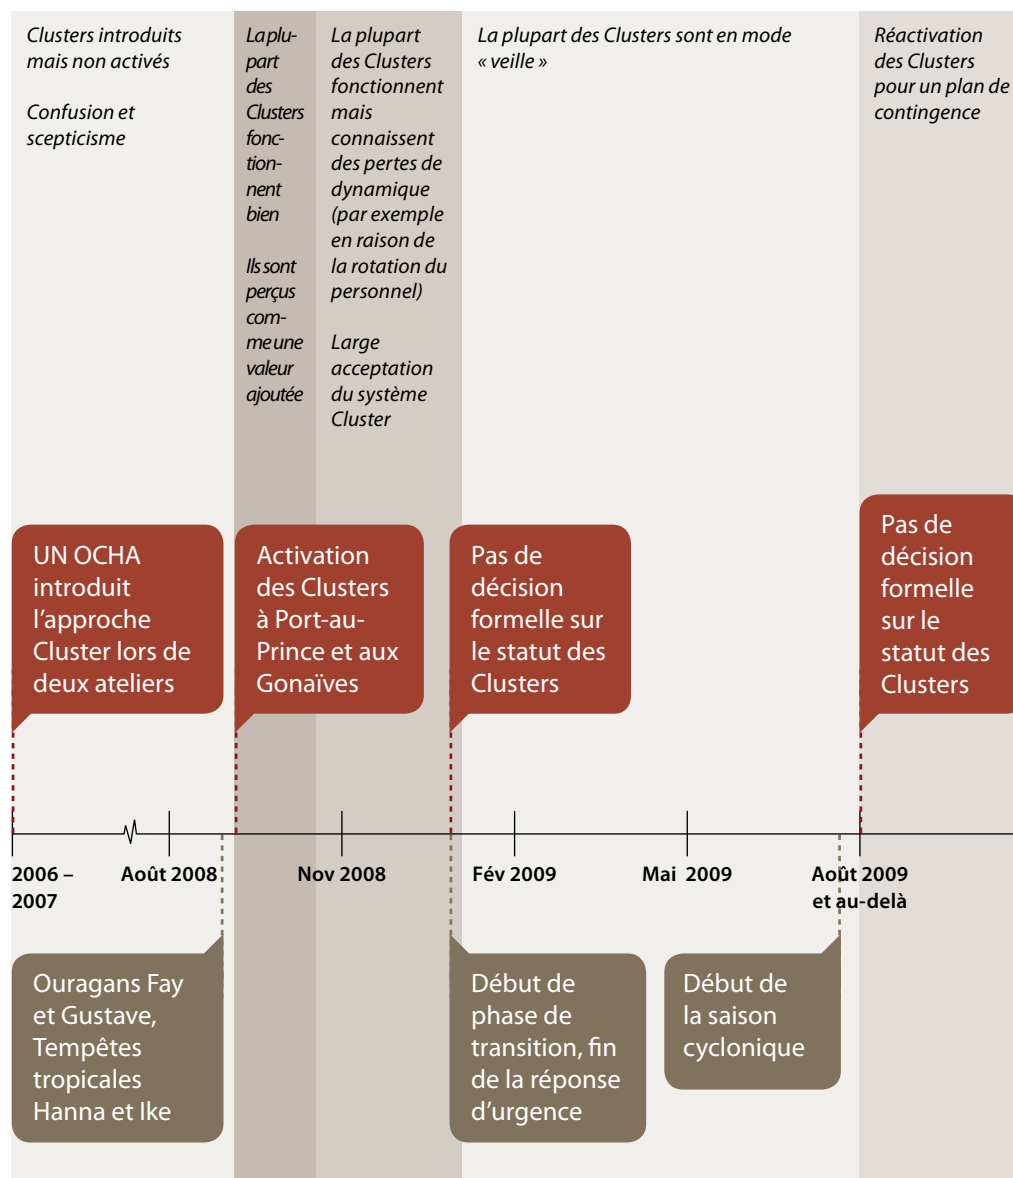 Clusters introduits
mais non activés
Confusion et
scepticisme
La plu-
part
des
Clusters
fonc-
tion-
nent
bien
Ils sont
perçus
com-
me une
valeur
ajoutée
La plupart
des Clusters
fonctionnent
mais
connaissent
des pertes de
dynamique
(par exemple
en raison de
la rotation du
personnel)
Large
acceptation
du système
Cluster
La plupart des Clusters sont en mode
« veille »
Réactivation
des Clusters
pour un plan de
contingence
UN OCHA
introduit
l’approche
Cluster lors de
deux ateliers
Activation
des Clusters
à Port-au-
Prince et aux
Gonaïves
Pas de
décision
formelle sur
le statut des
Clusters
Pas de
décision
formelle
sur le
statut des
Clusters
2006 –
2007
Août 2008
Nov 2008
Fév 2009
Mai 2009
Août 2009
et au-delà
Ouragans Fay
et Gustave,
Tempêtes
tropicales
Hanna et Ike
Début de
phase de
transition, fin
de la réponse
d’urgence
Début de
la saison
cyclonique